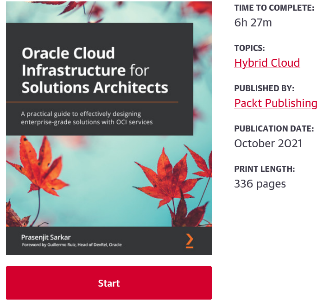 Oracle Cloud
Infrastructure for
Solutions Architects
A practical guide to effectively designing
enterprise-grade solutions with OCI services
Prasenjit Sarkar
Foreword by Guillermo Ruiz, Head of DevRel, Oracle
Start
TIME TO COMPLETE:
6h 27m
TOPICS:
Hybrid Cloud
PUBLISHED BY:
Packt Publishing
PUBLICATION DATE:
October 2021
PRINT LENGTH:
336 pages